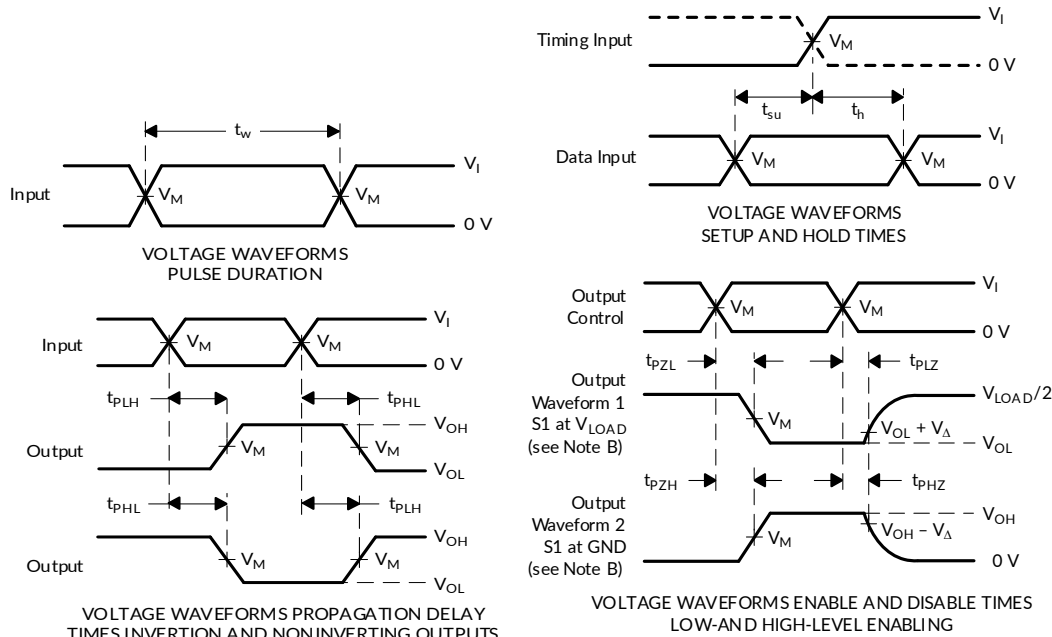 t_w
Input
V_M
V_M
V_I
0 V
VOLTAGE WAVEFORMS
PULSE DURATION
Timing Input
V_M
V_I
0 V
t_su
t_h
Data Input
V_M
V_M
V_I
0 V
VOLTAGE WAVEFORMS
SETUP AND HOLD TIMES
Input
V_M
V_M
V_I
0 V
t_PLH
t_PHL
Output
V_M
V_M
V_OH
V_OL
t_PHL
t_PLH
Output
V_M
V_M
V_OH
V_OL
VOLTAGE WAVEFORMS PROPAGATION DELAY
TIMES INVERTION AND NONINVERTING OUTPUTS
Output
Control
V_M
V_M
V_I
0 V
t_PZL
t_PLZ
Output
Waveform 1
S1 at V_LOAD
(see Note B)
V_M
V_LOAD/2
V_OL + V_Δ
V_OL
t_PZH
t_PHZ
Output
Waveform 2
S1 at GND
(see Note B)
V_M
V_OH
V_OH – V_Δ
0 V
VOLTAGE WAVEFORMS ENABLE AND DISABLE TIMES
LOW-AND HIGH-LEVEL ENABLING